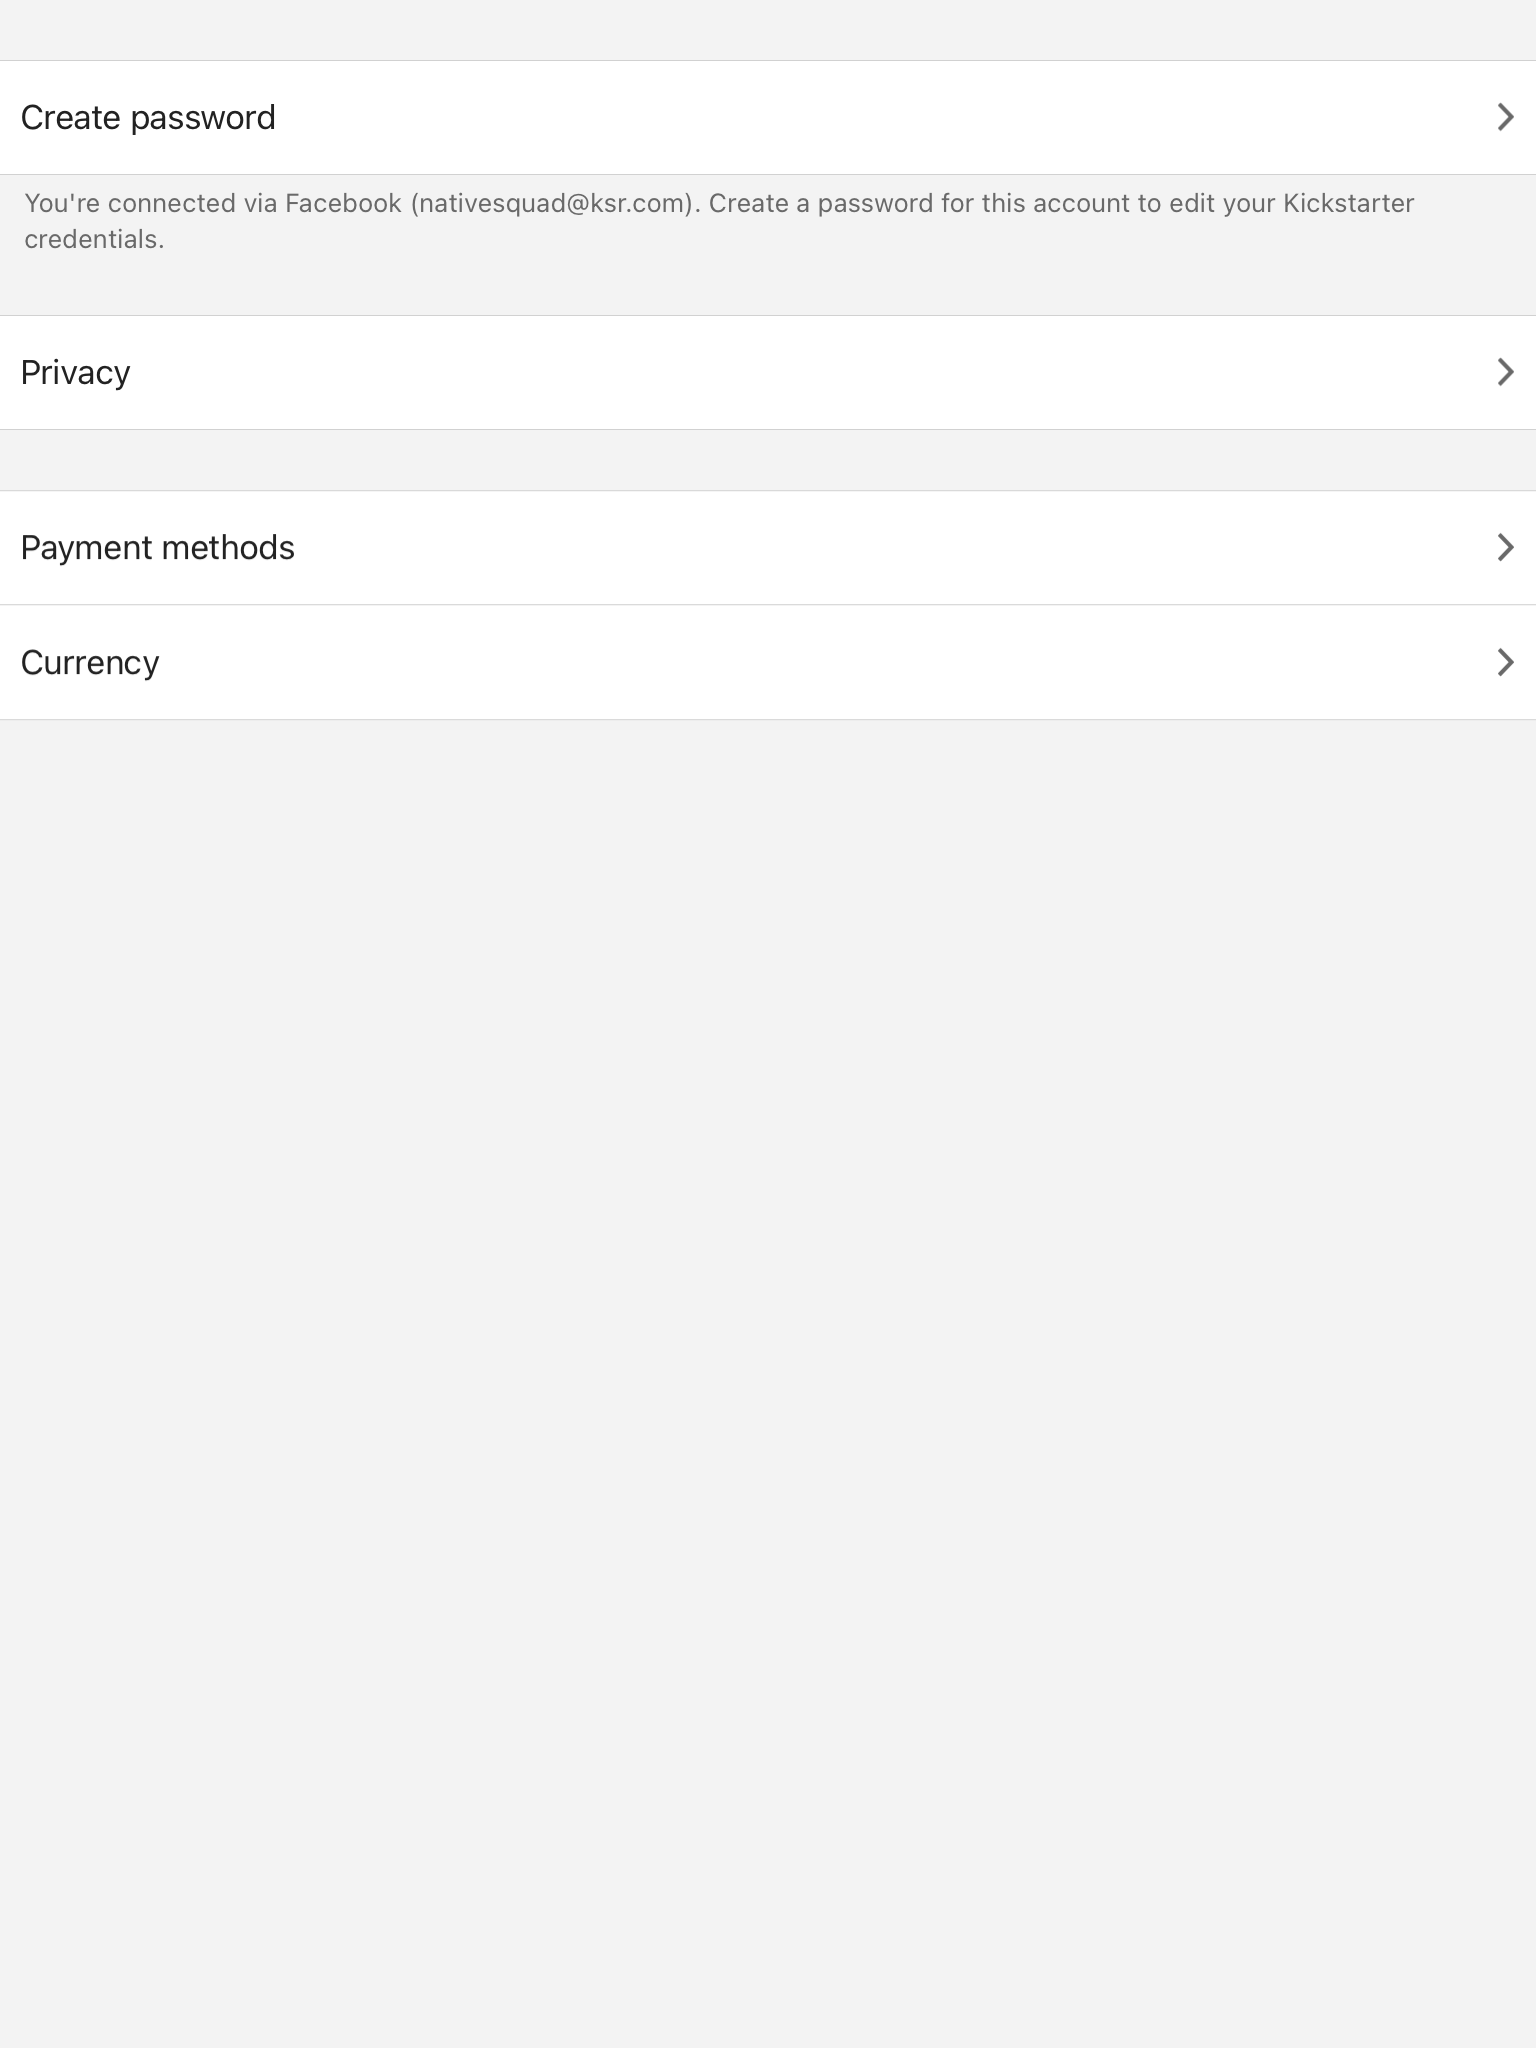 Create password
You're connected via Facebook (nativesquad@ksr.com). Create a password for this account to edit your Kickstarter
credentials.
Privacy
Payment methods
Currency